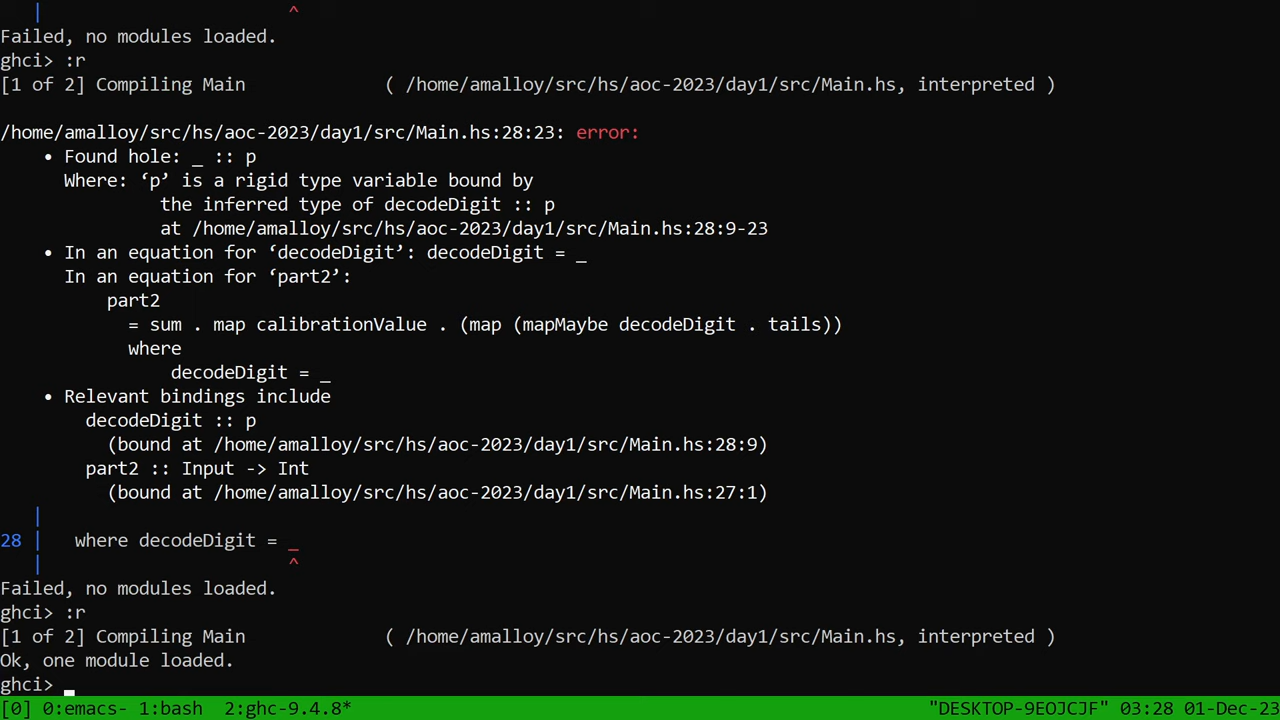 |                        ^
Failed, no modules loaded.
ghci> :r
[1 of 2] Compiling Main             ( /home/amalloy/src/hs/aoc-2023/day1/src/Main.hs, interpreted )
/home/amalloy/src/hs/aoc-2023/day1/src/Main.hs:28:23: error:
    • Found hole: _ :: p
      Where: ‘p’ is a rigid type variable bound by
               the inferred type of decodeDigit :: p
               at /home/amalloy/src/hs/aoc-2023/day1/src/Main.hs:28:9-23
    • In an equation for ‘decodeDigit’: decodeDigit = _
      In an equation for ‘part2’:
          part2
            = sum . map calibrationValue . (map (mapMaybe decodeDigit . tails))
            where
                decodeDigit = _
    • Relevant bindings include
        decodeDigit :: p
          (bound at /home/amalloy/src/hs/aoc-2023/day1/src/Main.hs:28:9)
        part2 :: Input -> Int
          (bound at /home/amalloy/src/hs/aoc-2023/day1/src/Main.hs:27:1)
   |
28 |   where decodeDigit = _
   |                       ^
Failed, no modules loaded.
ghci> :r
[1 of 2] Compiling Main             ( /home/amalloy/src/hs/aoc-2023/day1/src/Main.hs, interpreted )
Ok, one module loaded.
ghci>
[0] 0:emacs- 1:bash  2:ghc-9.4.8*                                                      "DESKTOP-9EOJCJF" 03:28 01-Dec-23